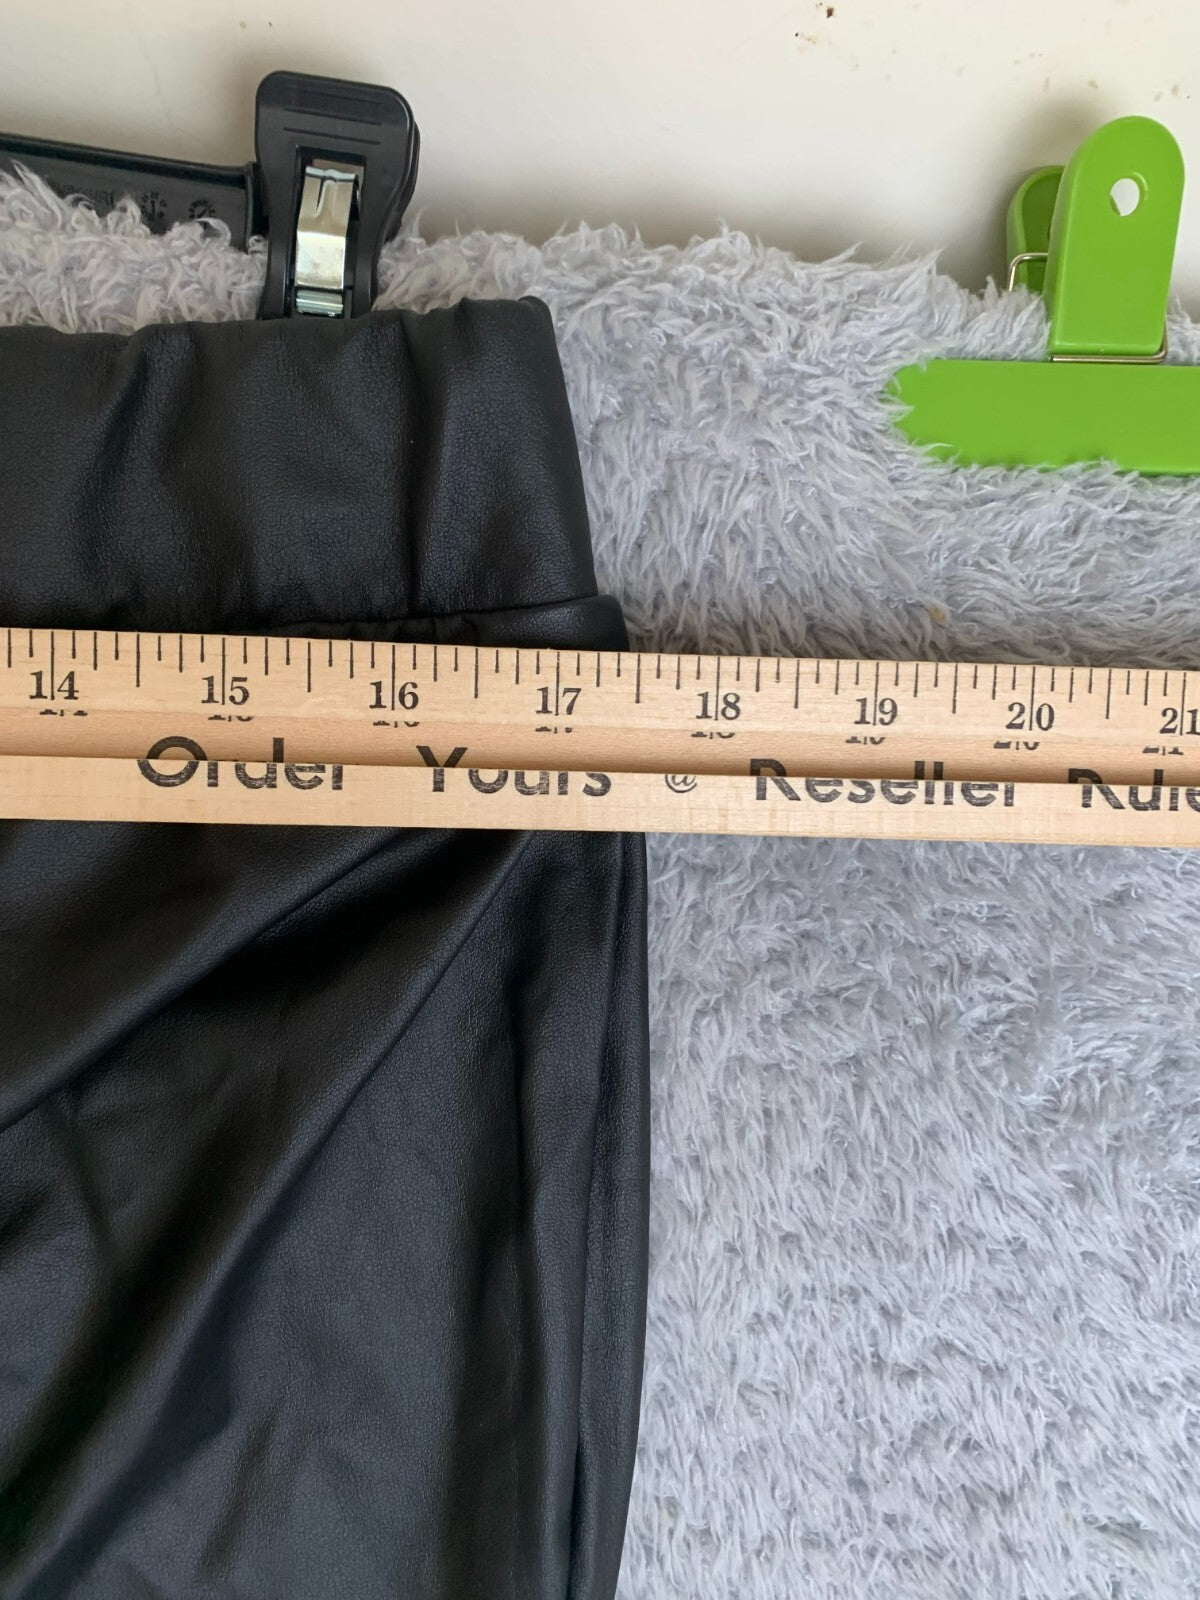 14 15 16 17 18 19 20 21
Order Yours @ Reseller Rule